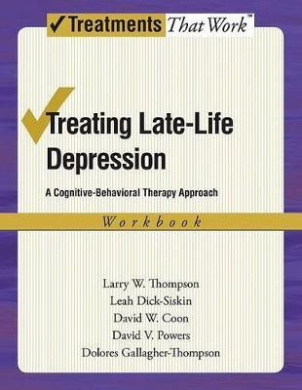 Treatments That Work™
Treating Late-Life
Depression
A Cognitive-Behavioral Therapy Approach
Workbook
Larry W. Thompson
Leah Dick-Siskin
David W. Coon
David V. Powers
Dolores Gallagher-Thompson